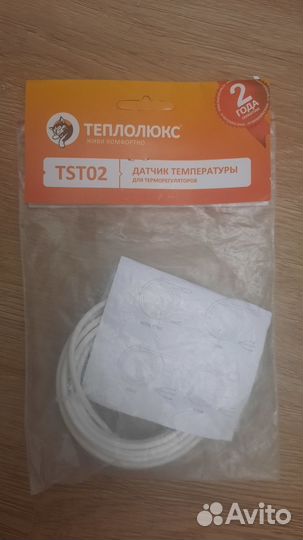 2
ГОДА
ТЕПЛОЛЮКС®
ЖИВИ КОМФОРТНО
TST02
ДАТЧИК ТЕМПЕРАТУРЫ
ДЛЯ ТЕРМОРЕГУЛЯТОРОВ
Avito